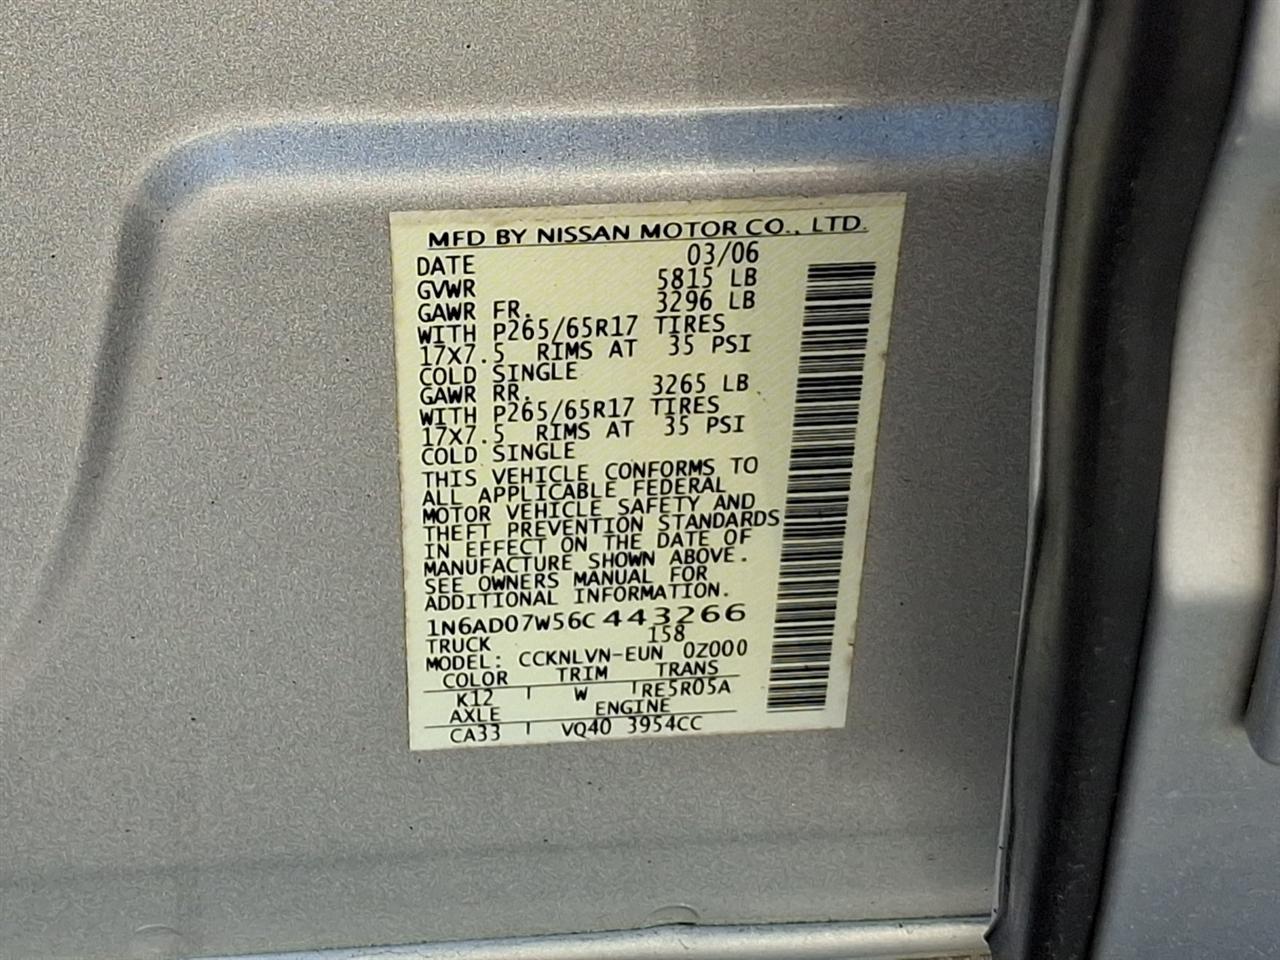 MFD BY NISSAN MOTOR CO., LTD.
DATE 03/06
GVWR 5815 LB
GAWR FR. 3296 LB
WITH P265/65R17 TIRES
17X7.5 RIMS AT 35 PSI
COLD SINGLE
GAWR RR. 3265 LB
WITH P265/65R17 TIRES
17X7.5 RIMS AT 35 PSI
COLD SINGLE
THIS VEHICLE CONFORMS TO
ALL APPLICABLE FEDERAL
MOTOR VEHICLE SAFETY AND
THEFT PREVENTION STANDARDS
IN EFFECT ON THE DATE OF
MANUFACTURE SHOWN ABOVE.
SEE OWNERS MANUAL FOR
ADDITIONAL INFORMATION.
1N6AD07W56C443266
TRUCK 158
MODEL: CCKNLVN-EUN 0Z000
COLOR TRIM TRANS
K12 W RE5R05A
AXLE ENGINE
CA33 VQ40 3954CC